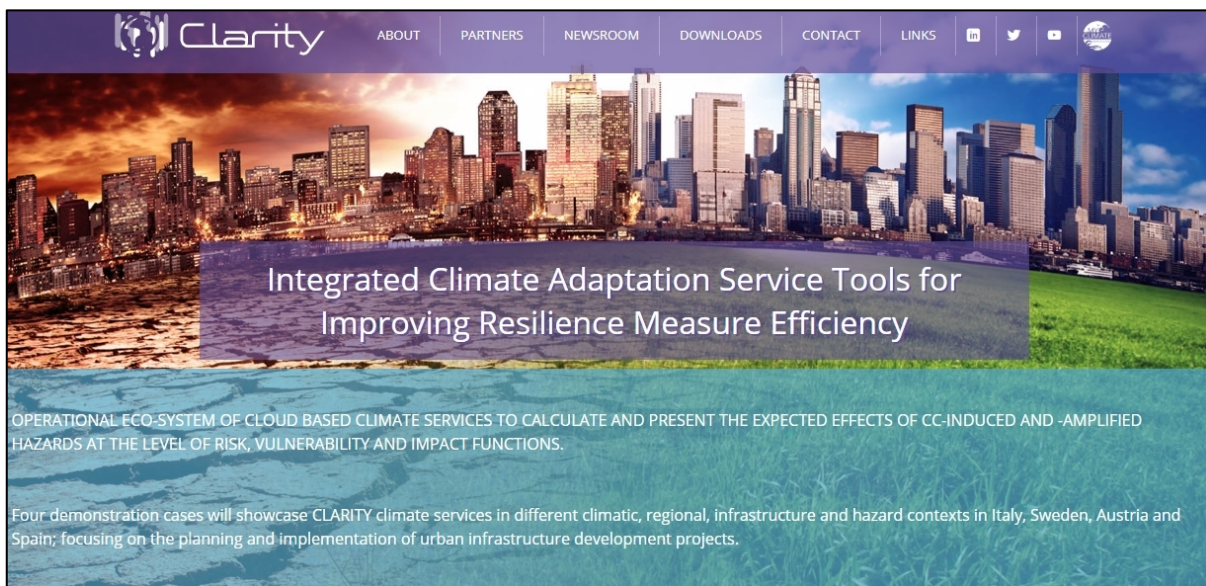 Clarity ABOUT PARTNERS NEWSROOM DOWNLOADS CONTACT LINKS in CLIMATE
Integrated Climate Adaptation Service Tools for
Improving Resilience Measure Efficiency
OPERATIONAL ECO-SYSTEM OF CLOUD BASED CLIMATE SERVICES TO CALCULATE AND PRESENT THE EXPECTED EFFECTS OF CC-INDUCED AND -AMPLIFIED
HAZARDS AT THE LEVEL OF RISK, VULNERABILITY AND IMPACT FUNCTIONS.
Four demonstration cases will showcase CLARITY climate services in different climatic, regional, infrastructure and hazard contexts in Italy, Sweden, Austria and
Spain; focusing on the planning and implementation of urban infrastructure development projects.